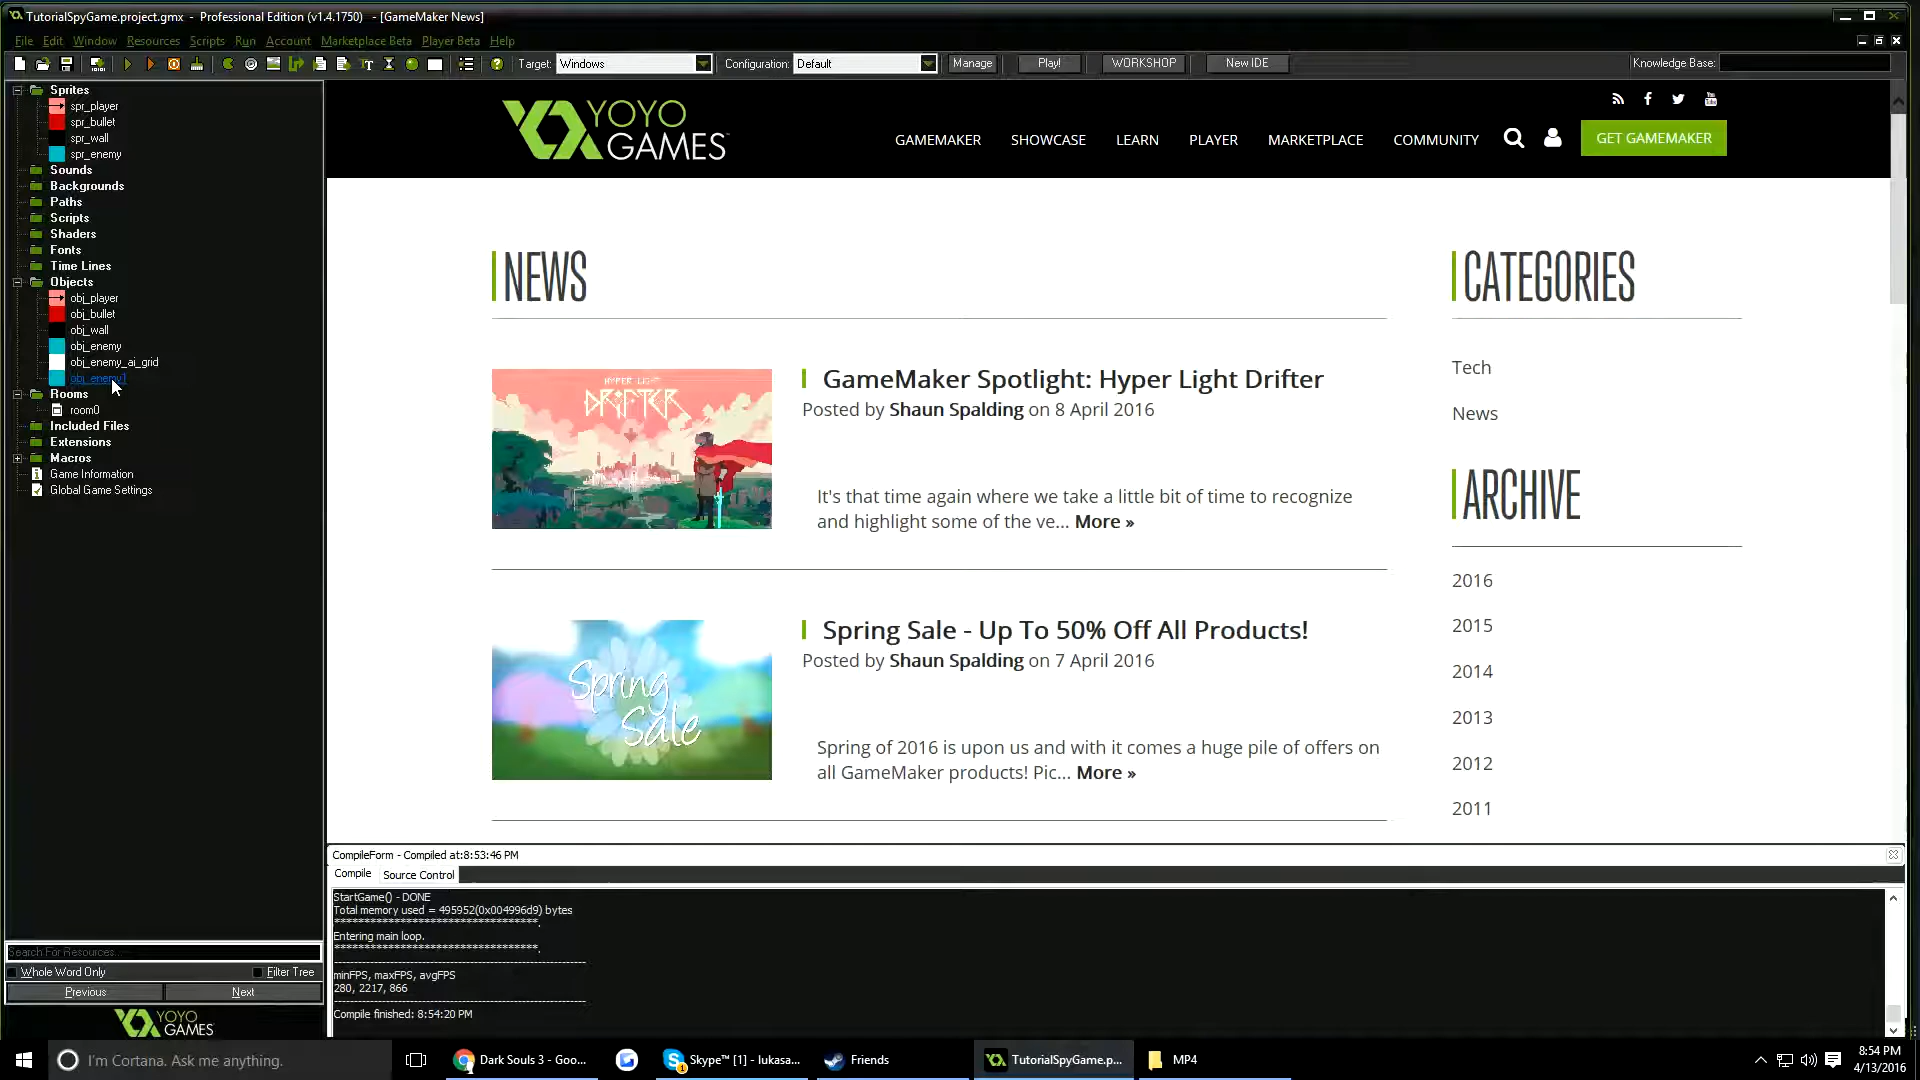 TutorialSpyGame.project.gmx - Professional Edition (v1.4.1750) - [GameMaker News]
File Edit Window Resources Scripts Run Account Marketplace Beta Player Beta Help
Target: Windows Configuration: Default Manage Play! WORKSHOP New IDE Knowledge Base:
Sprites
spr_player
spr_bullet
spr_wall
spr_enemy
Sounds
Backgrounds
Paths
Scripts
Shaders
Fonts
Time Lines
Objects
obj_player
obj_bullet
obj_wall
obj_enemy
obj_enemy_ai_grid
obj_enemy1
Rooms
room0
Included Files
Extensions
Macros
Game Information
Global Game Settings
Search For Resources...
Whole Word Only Filter Tree
Previous Next
YOYO
GAMES
YOYO
GAMES™
GAMEMAKER SHOWCASE LEARN PLAYER MARKETPLACE COMMUNITY GET GAMEMAKER
NEWS
HYPER LIGHT
DRIFTER
GameMaker Spotlight: Hyper Light Drifter
Posted by Shaun Spalding on 8 April 2016
It's that time again where we take a little bit of time to recognize
and highlight some of the ve... More »
Spring
Sale
Spring Sale - Up To 50% Off All Products!
Posted by Shaun Spalding on 7 April 2016
Spring of 2016 is upon us and with it comes a huge pile of offers on
all GameMaker products! Pic... More »
CATEGORIES
Tech
News
ARCHIVE
2016
2015
2014
2013
2012
2011
CompileForm - Compiled at:8:53:46 PM
Compile Source Control
StartGame() - DONE
Total memory used = 495952(0x004996d9) bytes
**********************************.
Entering main loop.
**********************************.
minFPS, maxFPS, avgFPS
280, 2217, 866
Compile finished: 8:54:20 PM
I'm Cortana. Ask me anything.
Dark Souls 3 - Goo...
Skype™ [1] - lukasa...
Friends
TutorialSpyGame.p...
MP4
8:54 PM
4/13/2016